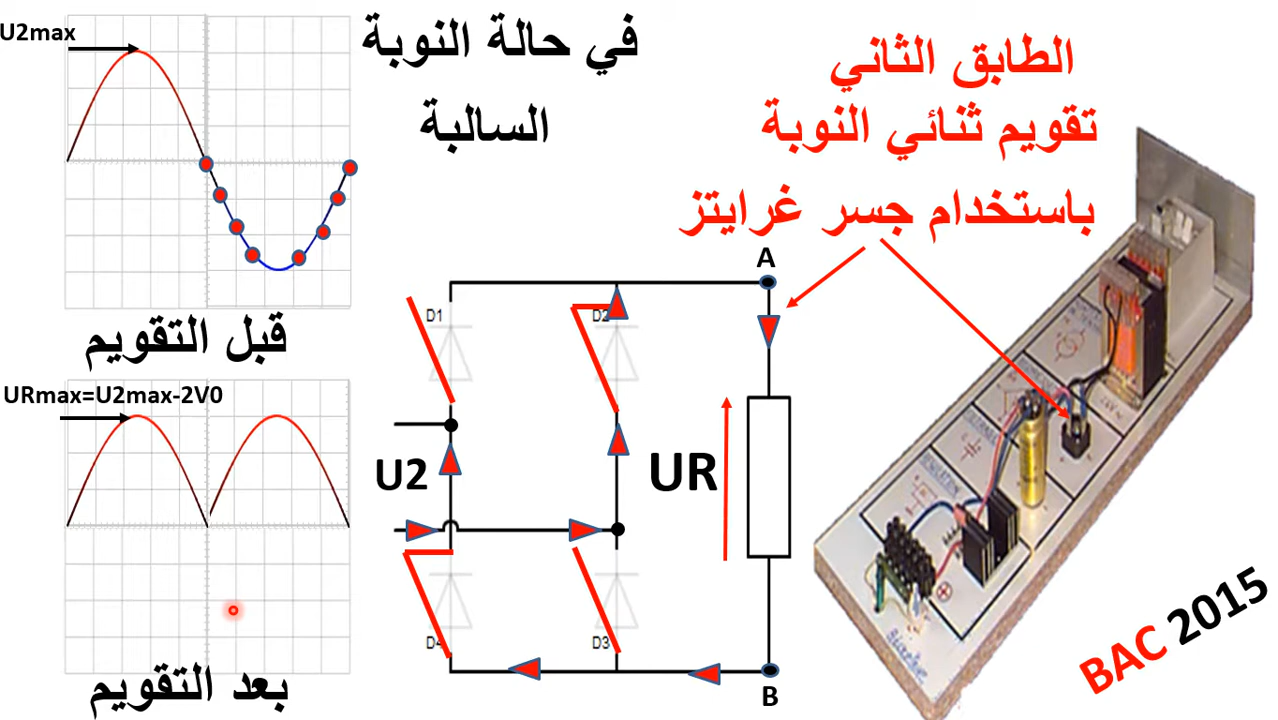 U2max
في حالة النوبة
السالبة
الطابق الثاني
تقويم ثنائي النوبة
باستخدام جسر غرايتز
قبل التقويم
URmax=U2max-2V0
بعد التقويم
A
D1
D2
U2
UR
D4
D3
B
BAC 2015